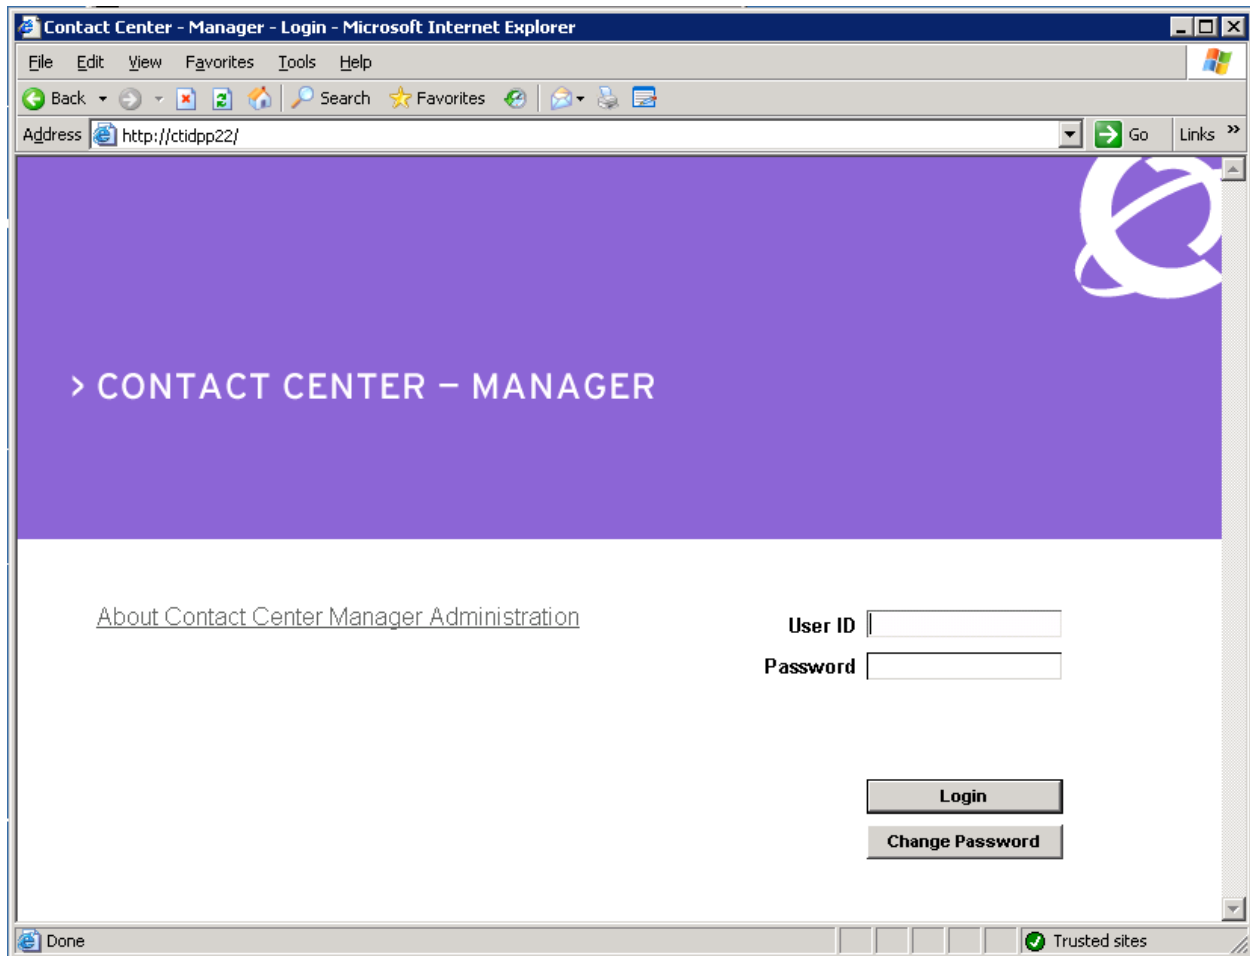 Contact Center - Manager - Login - Microsoft Internet Explorer
File Edit View Favorites Tools Help
Back Search Favorites
Address http://ctidpp22/ Go Links »
> CONTACT CENTER – MANAGER
About Contact Center Manager Administration
User ID
Password
Login
Change Password
Done Trusted sites